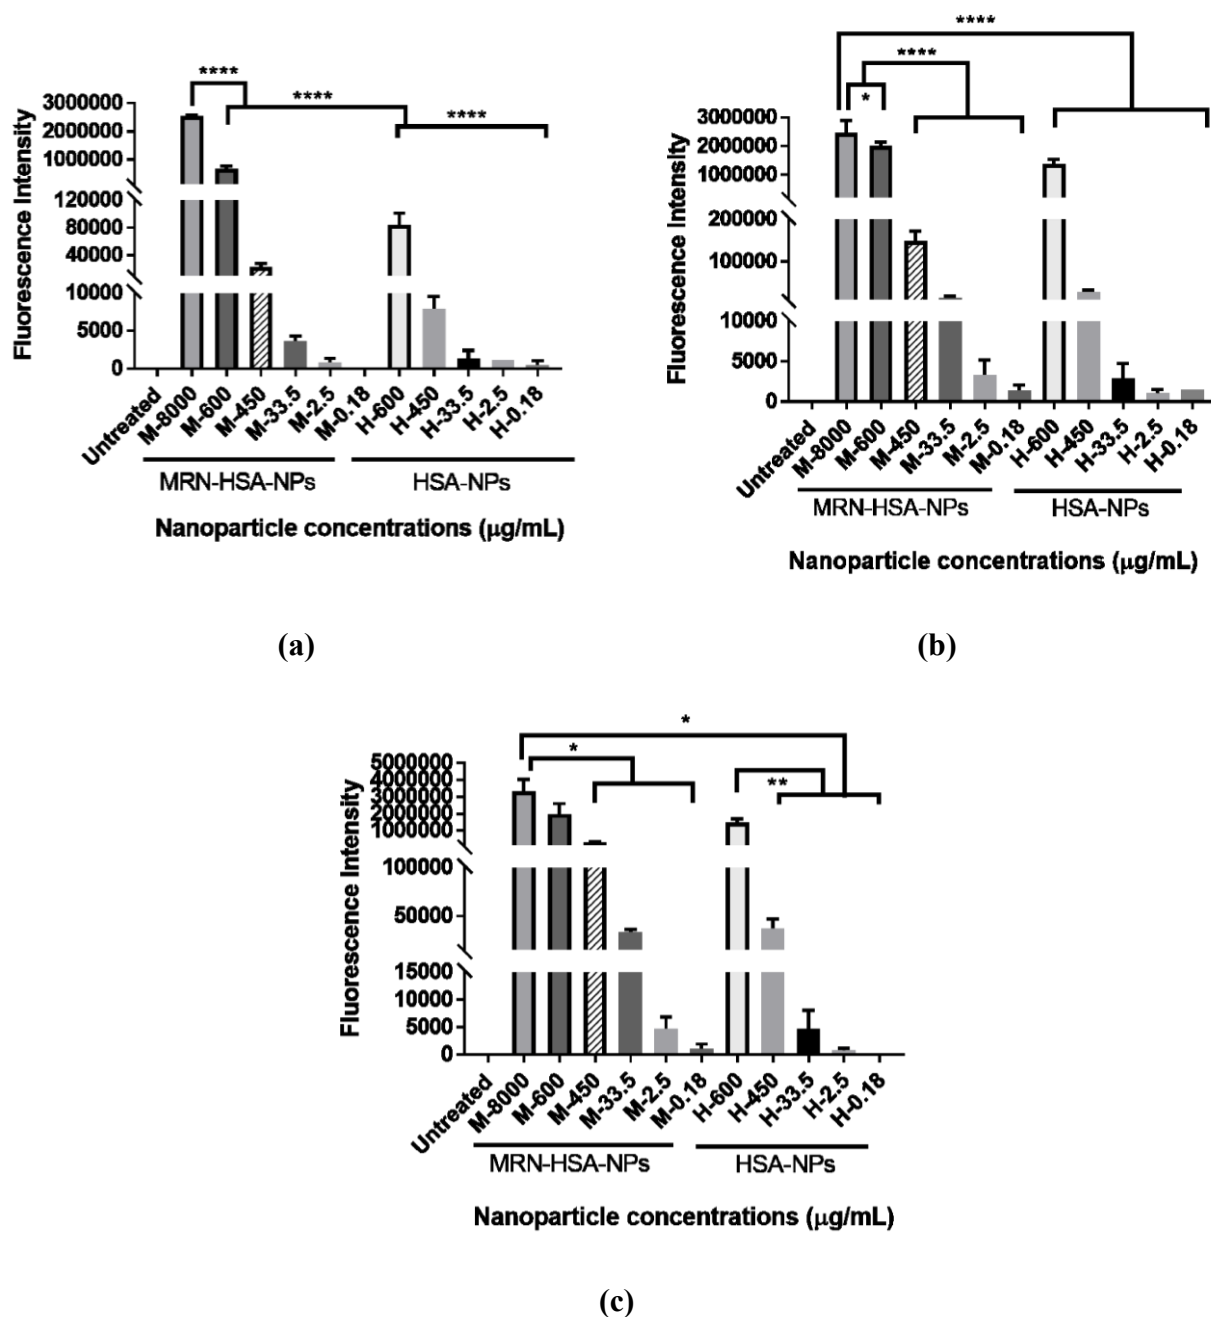 (a)
****
****
****
Fluorescence Intensity
3000000
2000000
1000000
120000
80000
40000
10000
5000
0
Untreated
M-8000
M-600
M-450
M-33.5
M-2.5
M-0.18
H-600
H-450
H-33.5
H-2.5
H-0.18
MRN-HSA-NPs
HSA-NPs
Nanoparticle concentrations (μg/mL)
(b)
****
****
*
Fluorescence Intensity
3000000
2000000
1000000
200000
100000
10000
5000
0
Untreated
M-8000
M-600
M-450
M-33.5
M-2.5
M-0.18
H-600
H-450
H-33.5
H-2.5
H-0.18
MRN-HSA-NPs
HSA-NPs
Nanoparticle concentrations (μg/mL)
*
*
**
Fluorescence Intensity
5000000
4000000
3000000
2000000
1000000
100000
50000
15000
10000
5000
0
Untreated
M-8000
M-600
M-450
M-33.5
M-2.5
M-0.18
H-600
H-450
H-33.5
H-2.5
H-0.18
MRN-HSA-NPs
HSA-NPs
Nanoparticle concentrations (μg/mL)
(c)